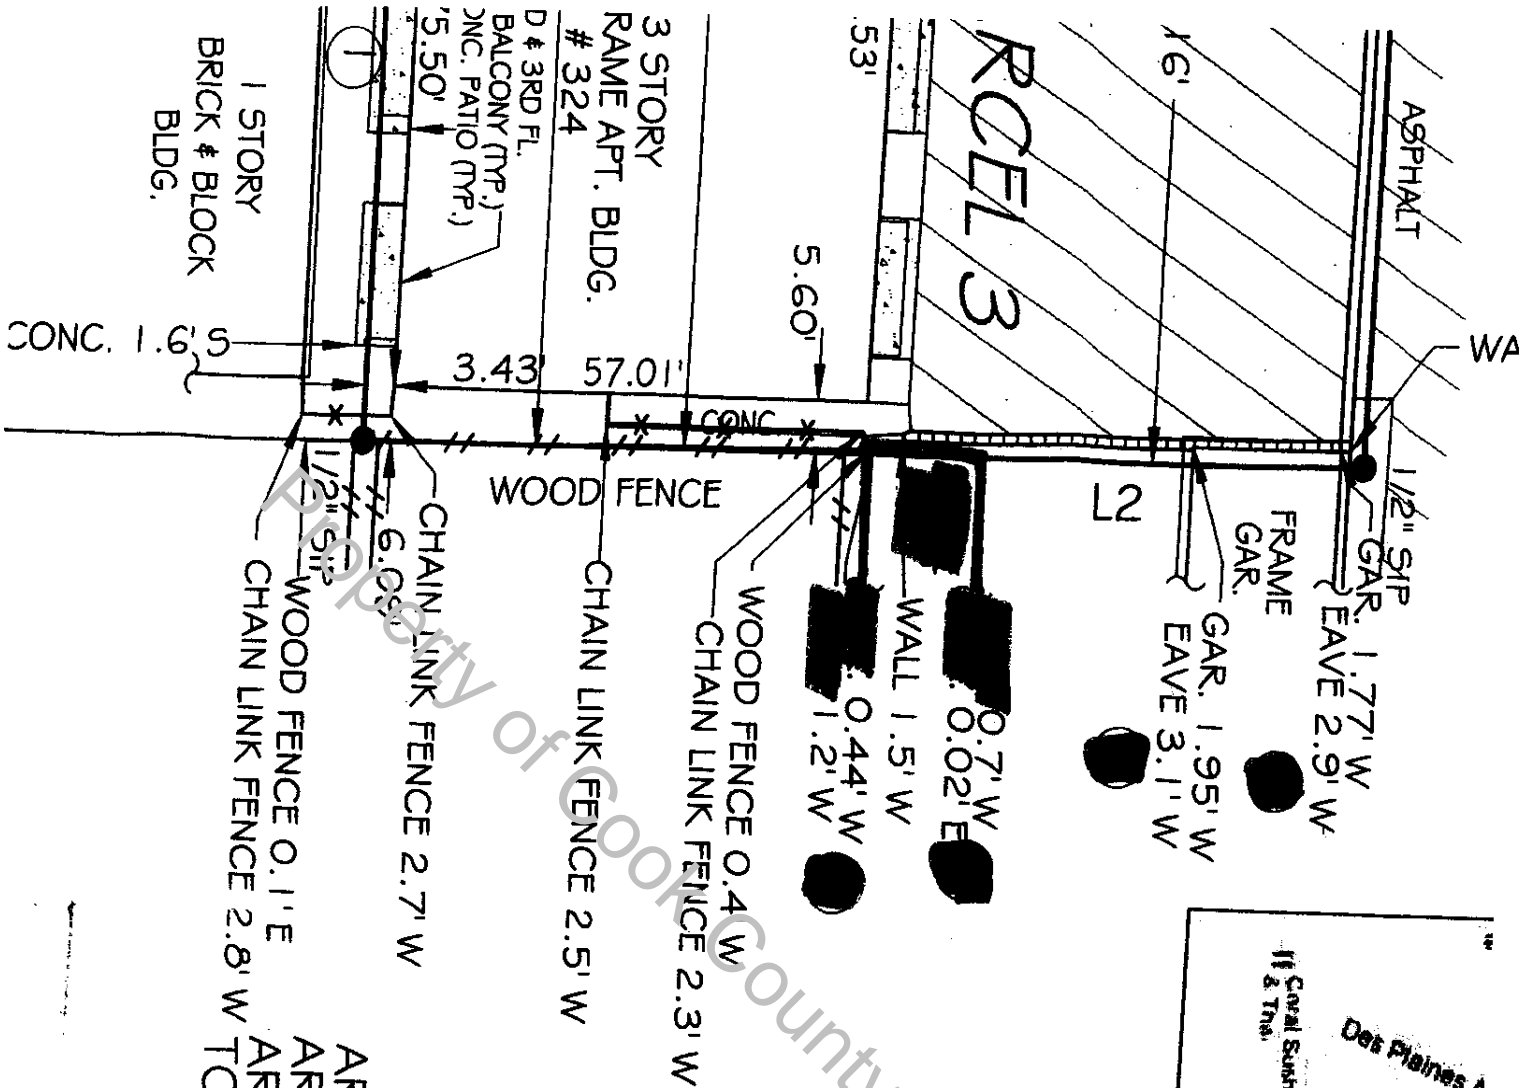 ASPHALT
16'
RCEL 3
.53'
3 STORY
RAME APT. BLDG.
# 324
D & 3RD FL.
BALCONY (TYP.)
ONC. PATIO (TYP.)
5.50'
1 STORY
BRICK & BLOCK
BLDG.
CONC. 1.6' S
3.43'
57.01'
5.60'
CONC
WOOD FENCE
L2
WA
1/2" SIP
GAR. 1.77' W
EAVE 2.9' W
FRAME
GAR.
GAR. 1.95' W
EAVE 3.1' W
0.7' W
0.02' E
WALL 1.5' W
0.44' W
1.2' W
WOOD FENCE 0.4' W
CHAIN LINK FENCE 2.3' W
CHAIN LINK FENCE 2.5' W
CHAIN LINK FENCE 2.7' W
1/2" SIP
WOOD FENCE 0.1' E
CHAIN LINK FENCE 2.8' W
AR
AR
TO
Des Plaines
& The
Property of Cook County